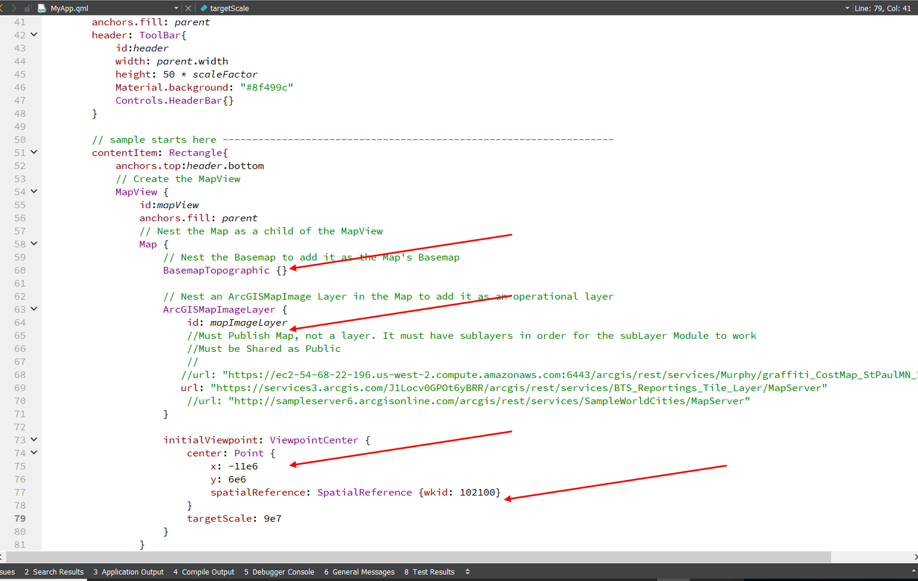 MyApp.qml
targetScale
Line: 79, Col: 41
41 anchors.fill: parent
42 header: ToolBar{
43 id:header
44 width: parent.width
45 height: 50 * scaleFactor
46 Material.background: "#8f499c"
47 Controls.HeaderBar{}
48 }
49
50 // sample starts here ------------------------------------------------------------------
51 contentItem: Rectangle{
52 anchors.top:header.bottom
53 // Create the MapView
54 MapView {
55 id:mapView
56 anchors.fill: parent
57 // Nest the Map as a child of the MapView
58 Map {
59 // Nest the Basemap to add it as the Map's Basemap
60 BasemapTopographic {}
61
62 // Nest an ArcGISMapImage Layer in the Map to add it as an operational layer
63 ArcGISMapImageLayer {
64 id: mapImageLayer
65 //Must Publish Map, not a layer. It must have sublayers in order for the subLayer Module to work
66 //Must be Shared as Public
67 //
68 //url: "https://ec2-54-68-22-196.us-west-2.compute.amazonaws.com:6443/arcgis/rest/services/Murphy/graffiti_CostMap_StPaulMN_
69 url: "https://services3.arcgis.com/J1Locv0GPOt6yBRR/arcgis/rest/services/BTS_Reportings_Tile_Layer/MapServer"
70 //url: "http://sampleserver6.arcgisonline.com/arcgis/rest/services/SampleWorldCities/MapServer"
71 }
72
73 initialViewpoint: ViewpointCenter {
74 center: Point {
75 x: -11e6
76 y: 6e6
77 spatialReference: SpatialReference {wkid: 102100}
78 }
79 targetScale: 9e7
80 }
81 }
sues 2 Search Results 3 Application Output 4 Compile Output 5 Debugger Console 6 General Messages 8 Test Results